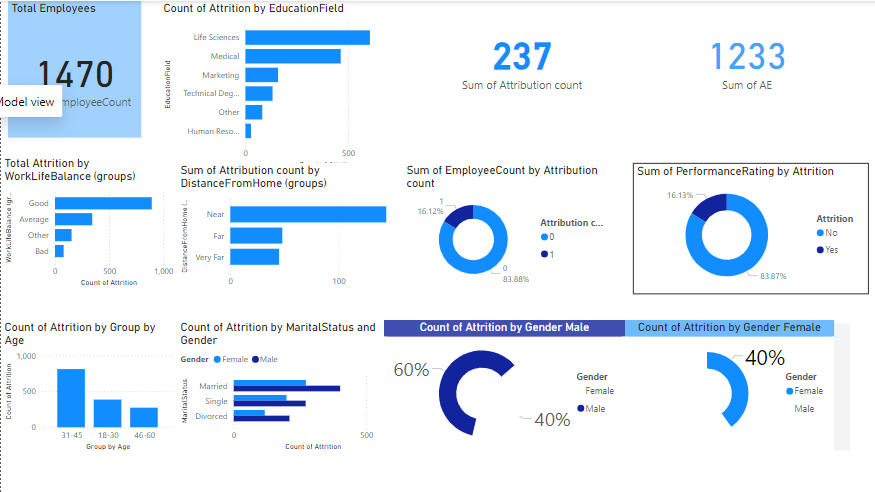 Total Employees
1470
EmployeeCount
Model view
Count of Attrition by EducationField
EducationField
Life Sciences
Medical
Marketing
Technical Deg...
Other
Human Reso...
0 500
237
Sum of Attribution count
1233
Sum of AE
Total Attrition by
WorkLifeBalance (groups)
WorkLifeBalance (gr...
Good
Average
Other
Bad
0 500 1,000
Count of Attrition
Sum of Attribution count by
DistanceFromHome (groups)
DistanceFromHome (...
Near
Far
Very Far
0 100
Sum of EmployeeCount by Attribution
count
1
16.12%
0
83.88%
Attribution c...
0
1
Sum of PerformanceRating by Attrition
16.13%
83.87%
Attrition
No
Yes
Count of Attrition by Group by
Age
Count of Attrition
1,000
500
0
31-45 18-30 46-60
Group by Age
Count of Attrition by MaritalStatus and
Gender
Gender Female Male
MaritalStatus
Married
Single
Divorced
0 500
Count of Attrition
Count of Attrition by Gender Male
60%
40%
Gender
Female
Male
Count of Attrition by Gender Female
40%
Gender
Female
Male